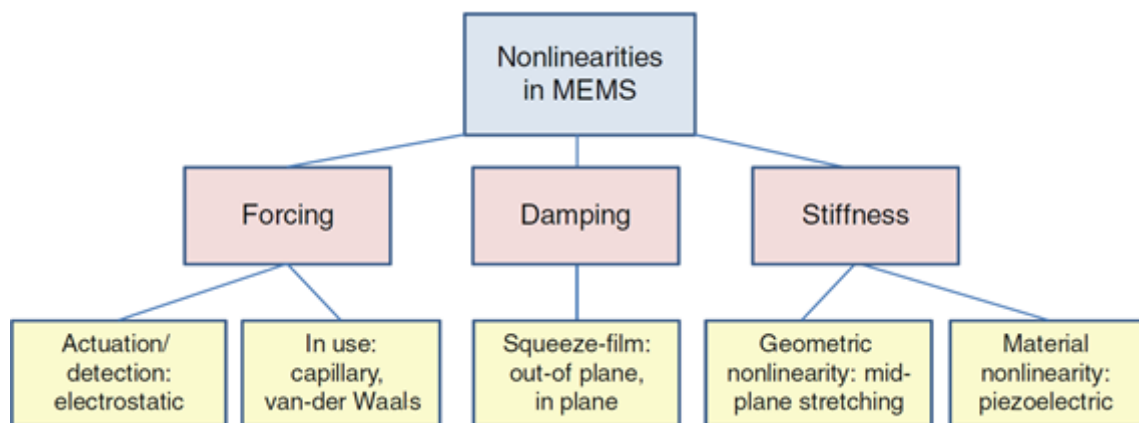 Nonlinearities
in MEMS
Forcing
Damping
Stiffness
Actuation/
detection:
electrostatic
In use:
capillary,
van-der Waals
Squeeze-film:
out-of plane,
in plane
Geometric
nonlinearity: mid-
plane stretching
Material
nonlinearity:
piezoelectric